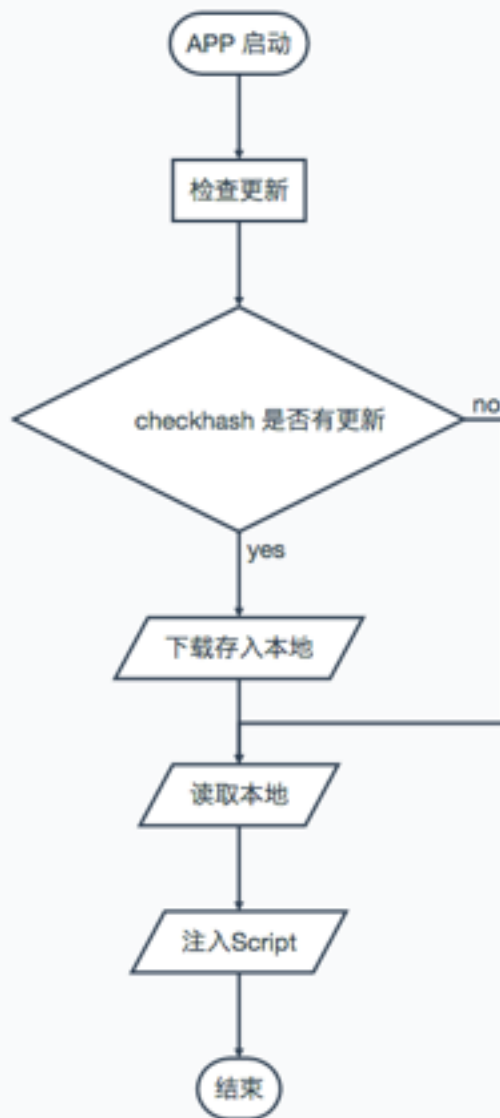 APP 启动
检查更新
checkhash 是否有更新
no
yes
下载存入本地
读取本地
注入Script
结束